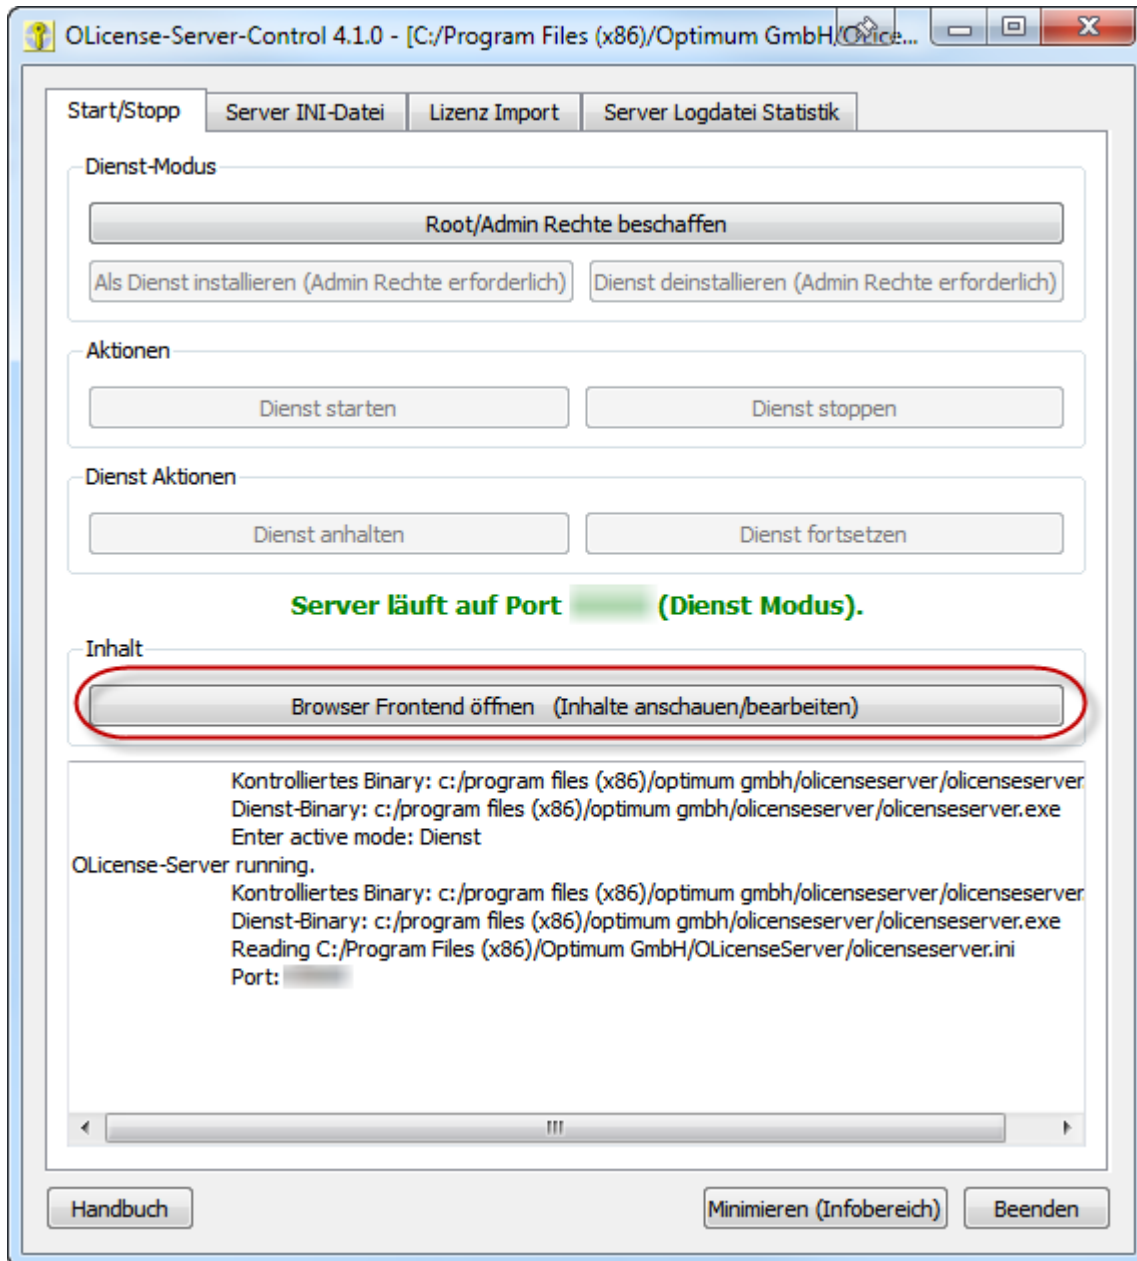 OLicense-Server-Control 4.1.0 - [C:/Program Files (x86)/Optimum GmbH/OLice...
Start/Stopp Server INI-Datei Lizenz Import Server Logdatei Statistik
Dienst-Modus
Root/Admin Rechte beschaffen
Als Dienst installieren (Admin Rechte erforderlich) Dienst deinstallieren (Admin Rechte erforderlich)
Aktionen
Dienst starten Dienst stoppen
Dienst Aktionen
Dienst anhalten Dienst fortsetzen
Server läuft auf Port (Dienst Modus).
Inhalt
Browser Frontend öffnen (Inhalte anschauen/bearbeiten)
Kontrolliertes Binary: c:/program files (x86)/optimum gmbh/olicenseserver/olicenseserver.
Dienst-Binary: c:/program files (x86)/optimum gmbh/olicenseserver/olicenseserver.exe
Enter active mode: Dienst
OLicense-Server running.
Kontrolliertes Binary: c:/program files (x86)/optimum gmbh/olicenseserver/olicenseserver.
Dienst-Binary: c:/program files (x86)/optimum gmbh/olicenseserver/olicenseserver.exe
Reading C:/Program Files (x86)/Optimum GmbH/OLicenseServer/olicenseserver.ini
Port:
Handbuch Minimieren (Infobereich) Beenden